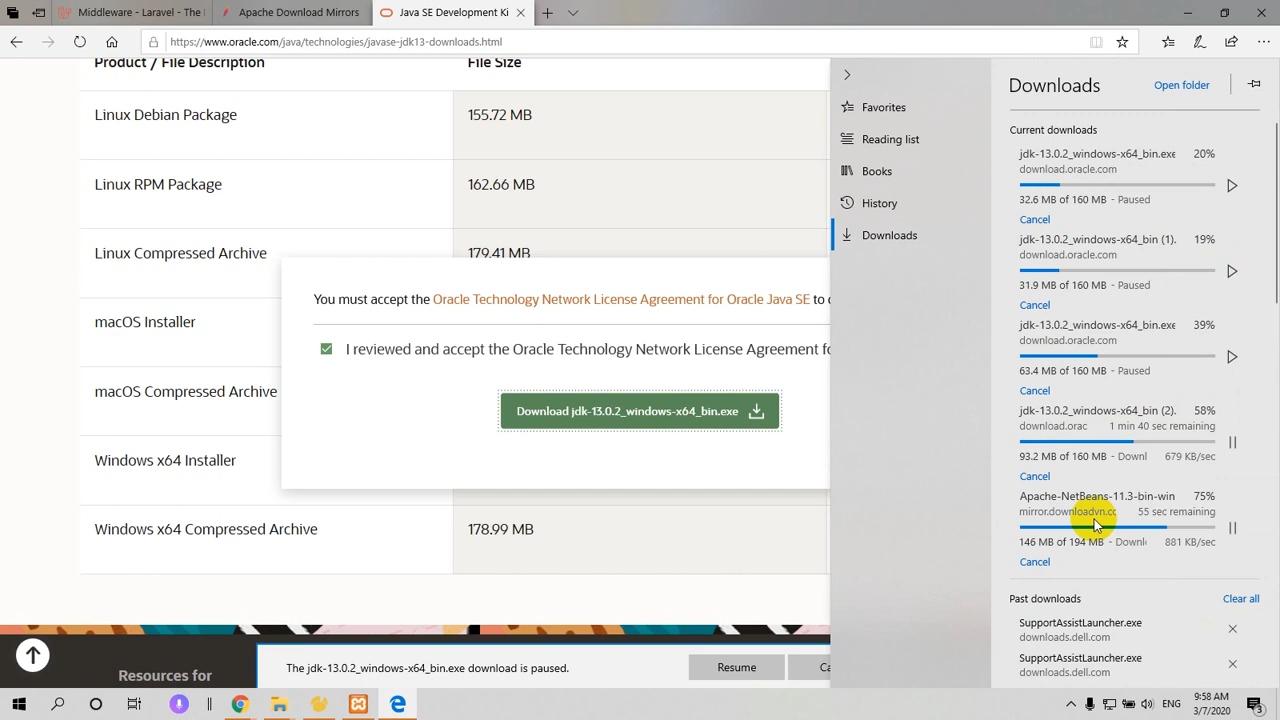 Middleware - Laravel - The
Apache Download Mirrors
Java SE Development Ki
https://www.oracle.com/java/technologies/javase-jdk13-downloads.html
Product / File Description
File Size
Linux Debian Package
155.72 MB
Linux RPM Package
162.66 MB
Linux Compressed Archive
179.41 MB
macOS Installer
macOS Compressed Archive
Windows x64 Installer
Windows x64 Compressed Archive
178.99 MB
You must accept the Oracle Technology Network License Agreement for Oracle Java SE to
I reviewed and accept the Oracle Technology Network License Agreement fo
Download jdk-13.0.2_windows-x64_bin.exe
Resources for
The jdk-13.0.2_windows-x64_bin.exe download is paused.
Resume
Ca
Favorites
Reading list
Books
History
Downloads
Downloads
Open folder
Current downloads
jdk-13.0.2_windows-x64_bin.exe 20%
download.oracle.com
32.6 MB of 160 MB - Paused
Cancel
jdk-13.0.2_windows-x64_bin (1). 19%
download.oracle.com
31.9 MB of 160 MB - Paused
Cancel
jdk-13.0.2_windows-x64_bin.exe 39%
download.oracle.com
63.4 MB of 160 MB - Paused
Cancel
jdk-13.0.2_windows-x64_bin (2). 58%
download.orac 1 min 40 sec remaining
93.2 MB of 160 MB - Downl 679 KB/sec
Cancel
Apache-NetBeans-11.3-bin-win 75%
mirror.downloadvn.cc 55 sec remaining
146 MB of 194 MB - Downl 881 KB/sec
Cancel
Past downloads
Clear all
SupportAssistLauncher.exe
downloads.dell.com
SupportAssistLauncher.exe
downloads.dell.com
ENG
9:58 AM
3/7/2020
3